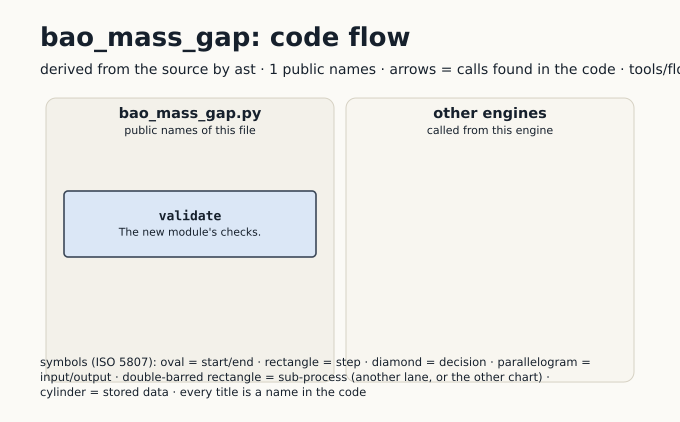 bao_mass_gap: code flow
derived from the source by ast · 1 public names · arrows = calls found in the code ·
bao_mass_gap.py
public names of this file
other engines
called from this engine
validate
The new module's checks.
symbols (ISO 5807): oval = start/end · rectangle = step · diamond = decision · parallelogram =
input/output · double-barred rectangle = sub-process (another lane, or the other chart) ·
cylinder = stored data · every title is a name in the code